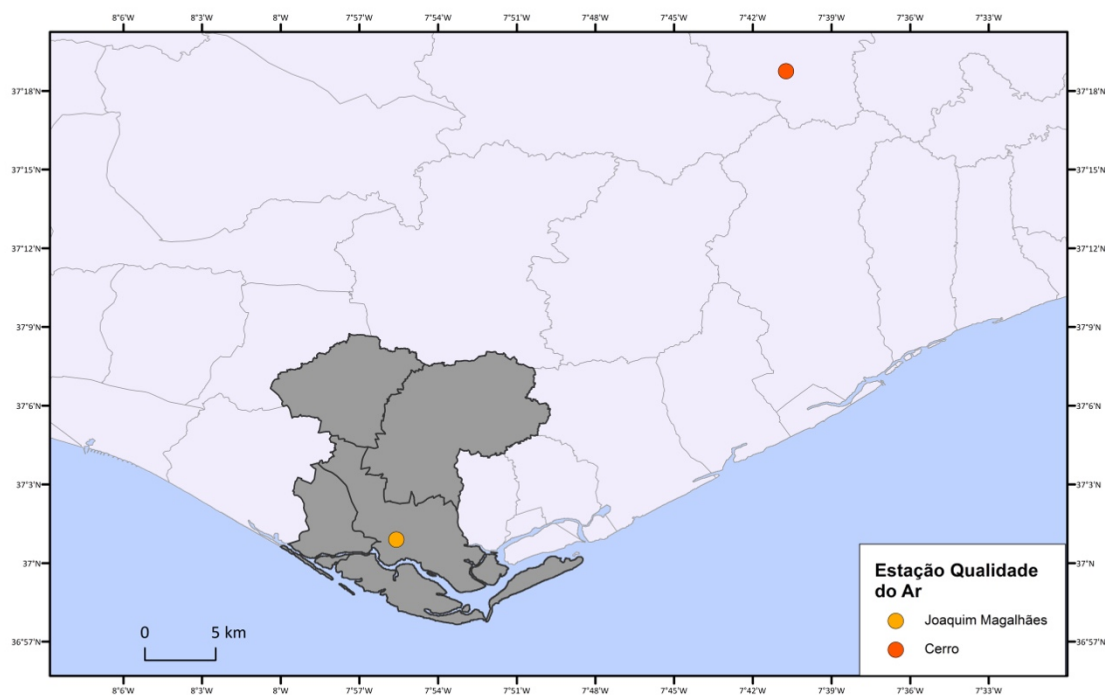 8°6'W 8°3'W 8°W 7°57'W 7°54'W 7°51'W 7°48'W 7°45'W 7°42'W 7°39'W 7°36'W 7°33'W
37°18'N 37°18'N
37°15'N 37°15'N
37°12'N 37°12'N
37°9'N 37°9'N
37°6'N 37°6'N
37°3'N 37°3'N
37°N 37°N
36°57'N 36°57'N
0 5 km
Estação Qualidade
do Ar
Joaquim Magalhães
Cerro
8°6'W 8°3'W 8°W 7°57'W 7°54'W 7°51'W 7°48'W 7°45'W 7°42'W 7°39'W 7°36'W 7°33'W